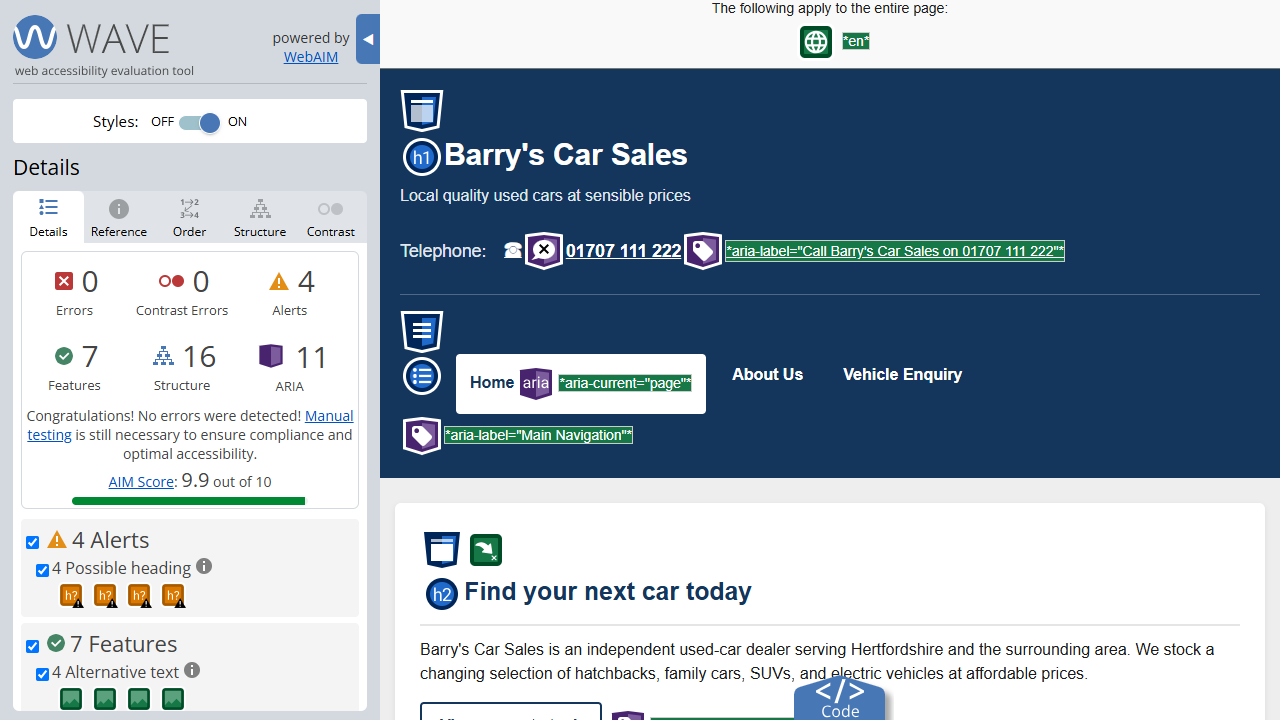 WAVE
web accessibility evaluation tool
powered by
WebAIM
Styles: OFF ON
Details
Details Reference Order Structure Contrast
0 Errors
0 Contrast Errors
4 Alerts
7 Features
16 Structure
11 ARIA
Congratulations! No errors were detected! Manual
testing is still necessary to ensure compliance and
optimal accessibility.
AIM Score: 9.9 out of 10
4 Alerts
4 Possible heading
h? h? h? h?
7 Features
4 Alternative text
The following apply to the entire page:
*en*
h1 Barry's Car Sales
Local quality used cars at sensible prices
Telephone: ☎ 01707 111 222 *aria-label="Call Barry's Car Sales on 01707 111 222"*
Home aria *aria-current="page"* About Us Vehicle Enquiry
*aria-label="Main Navigation"*
h2 Find your next car today
Barry's Car Sales is an independent used-car dealer serving Hertfordshire and the surrounding area. We stock a
changing selection of hatchbacks, family cars, SUVs, and electric vehicles at affordable prices.
</> Code